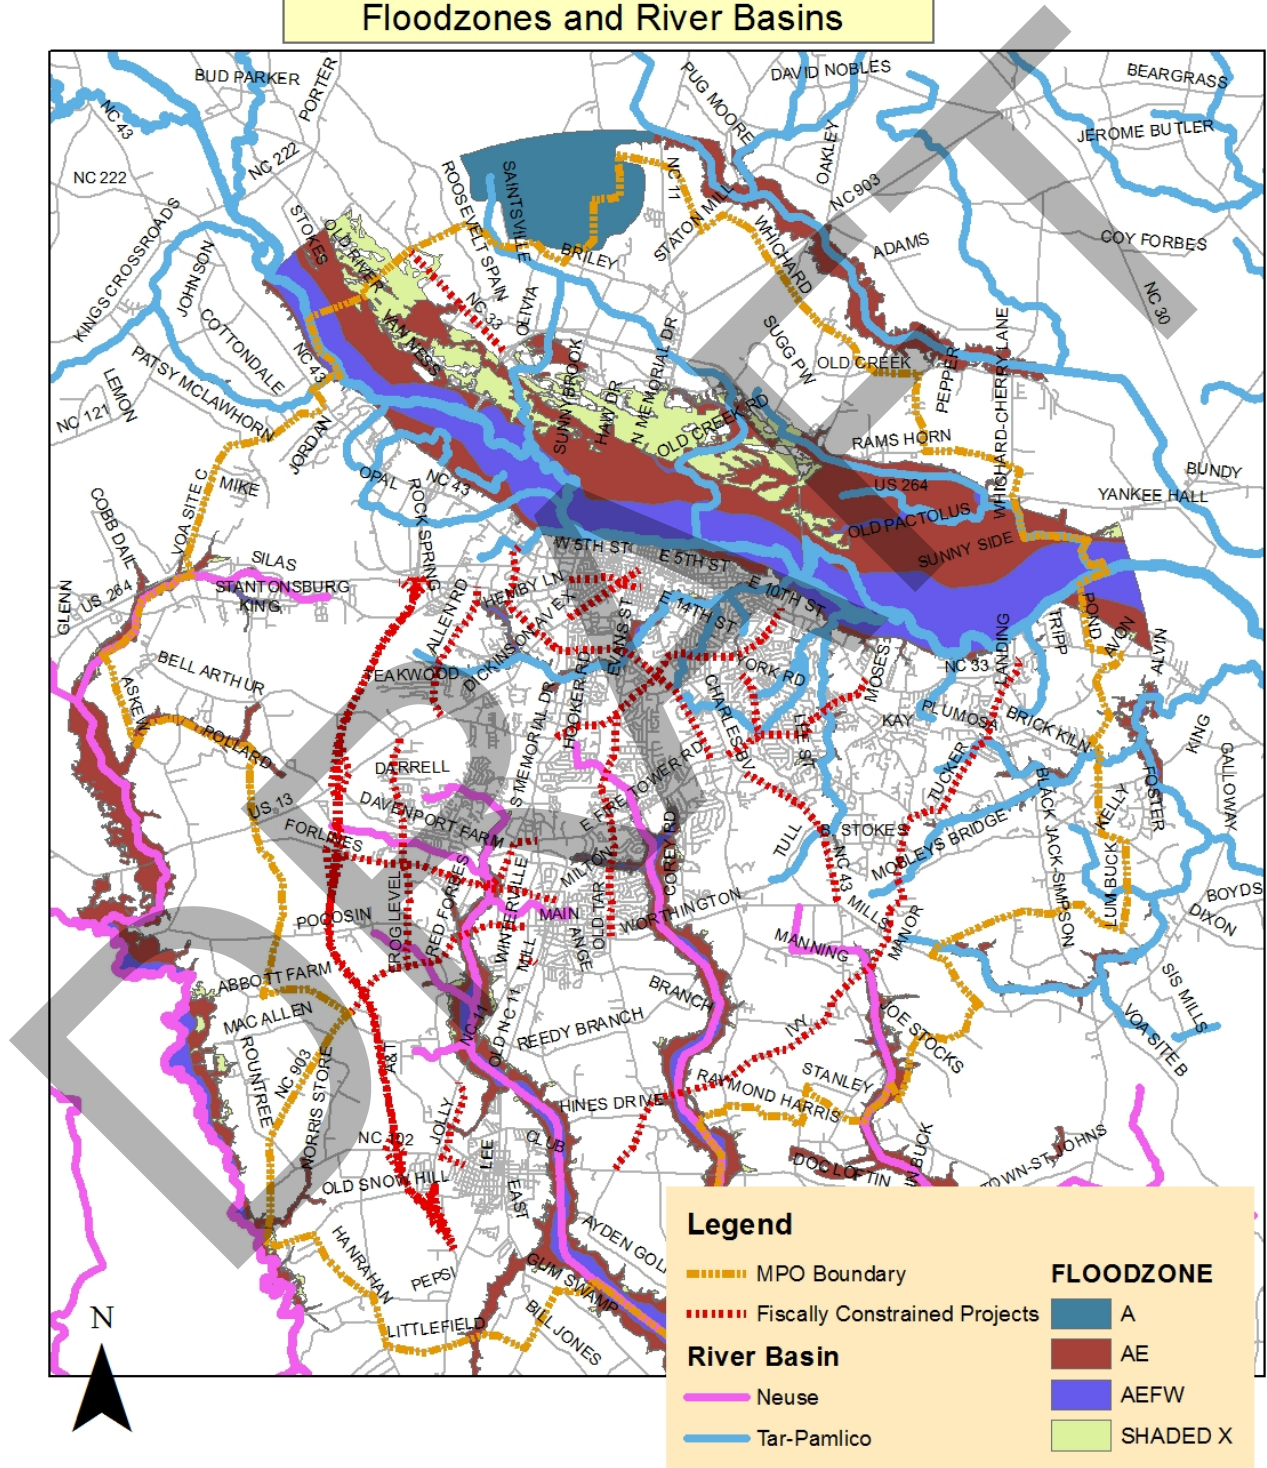 Floodzones and River Basins
BUD PARKER
PORTER
PUG MOORE
DAVID NOBLES
BEARGRASS
NC 43
JEROME BUTLER
NC 222
NC 222
OAKLEY
ROOSEVELT SPAIN
SAINTSVILLE
NC 11
NC 903
STATON MILL
KINGS CROSSROADS
STOKES
OLD RIVER
WHICHARD
ADAMS
COY FORBES
JOHNSON
BRILEY
NC 30
COTTONDALE
VAN NESS
NC 33
OLIVIA
SUGG PW
N MEMORIAL DR
WHICHARD-CHERRY LANE
PATSY MCLAWHORN
NC 43
OLD CREEK
PEPPER
LEMON
NC 121
SUNNYBROOK
HAW DR
OLD CREEK RD
JORDAN
RAMS HORN
OPAL
NC 43
MIKE
VOA SITE C
ROCK SPRING
US 264
BUNDY
YANKEE HALL
COBB DAIL
OLD PACTOLUS
SUNNY SIDE
W 5TH ST
E 5TH ST
SILAS
STANTONSBURG
KING
US 264
GLENN
HEMBY LN
ALLEN RD
DICKINSON AV EX
E 10TH ST
E 14TH ST
EVANS ST
POND
TRIPP
AVON
ALVIN
LANDING
NC 33
MOSES
BELL ARTHUR
TEAKWOOD
HOOKER RD
YORK RD
CHARLES BV
ASKEW
POLLARD
S MEMORIAL DR
KAY
PLUMOSA
BRICK KILN
KING
GALLOWAY
DARRELL
E FIRE TOWER RD
TUCKER
BLACK JACK-SIMPSON
KELLY
FOSTER
US 13
DAVENPORT FARM
FORLINES
TULL
S STOKES
MOBLEYS BRIDGE
NC 43
COREY RD
MILTON
WINTERVILLE
FROG LEVEL
RED FORBES
LUM BUCK
BOYDS
DIXON
POCOSIN
MAIN
OLD TAR
WORTHINGTON
MILLS
MANOR
MANNING
MILL
ANGE
ABBOTT FARM
SIS MILLS
BRANCH
MAC ALLEN
NC 11
OLD NC 11
REEDY BRANCH
IVY
JOE STOCKS
VOA SITE B
ROUNTREE
NC 903
NORRIS STORE
A&T
STANLEY
RAYMOND HARRIS
HINES DRIVE
JOLLY
NC 102
LEE
CLUB
DOG LOFTIN
OLD SNOW HILL
EAST
HANRAHAN
PEPSI
GUM SWAMP
LITTLEFIELD
BILL JONES
N
Legend
MPO Boundary
Fiscally Constrained Projects
River Basin
Neuse
Tar-Pamlico
FLOODZONE
A
AE
AEFW
SHADED X
DRAFT